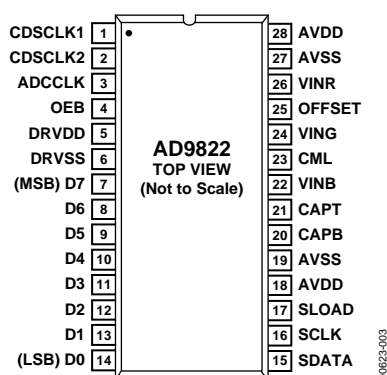 CDSCLK1 1
CDSCLK2 2
ADCCLK 3
OEB 4
DRVDD 5
DRVSS 6
(MSB) D7 7
D6 8
D5 9
D4 10
D3 11
D2 12
D1 13
(LSB) D0 14
AD9822
TOP VIEW
(Not to Scale)
28 AVDD
27 AVSS
26 VINR
25 OFFSET
24 VING
23 CML
22 VINB
21 CAPT
20 CAPB
19 AVSS
18 AVDD
17 SLOAD
16 SCLK
15 SDATA
0623-003